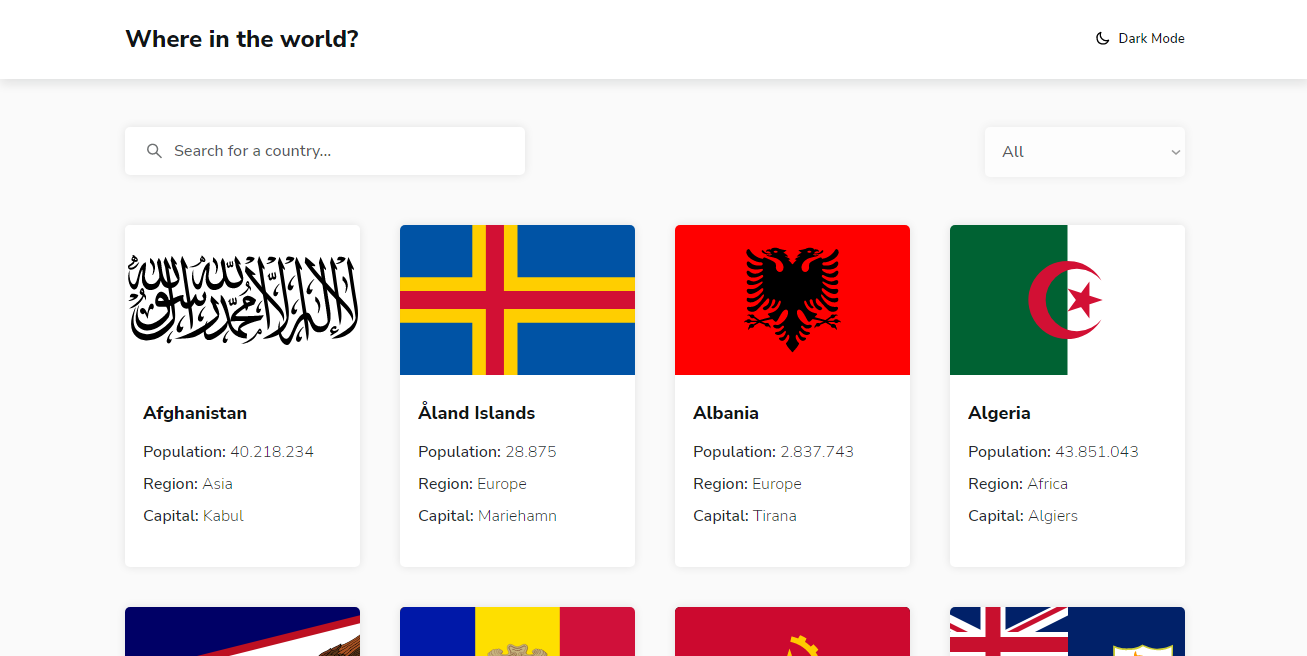 Where in the world?
Dark Mode
Search for a country...
All
لا إله إلا الله محمد رسول الله
Afghanistan
Population: 40.218.234
Region: Asia
Capital: Kabul
Åland Islands
Population: 28.875
Region: Europe
Capital: Mariehamn
Albania
Population: 2.837.743
Region: Europe
Capital: Tirana
Algeria
Population: 43.851.043
Region: Africa
Capital: Algiers